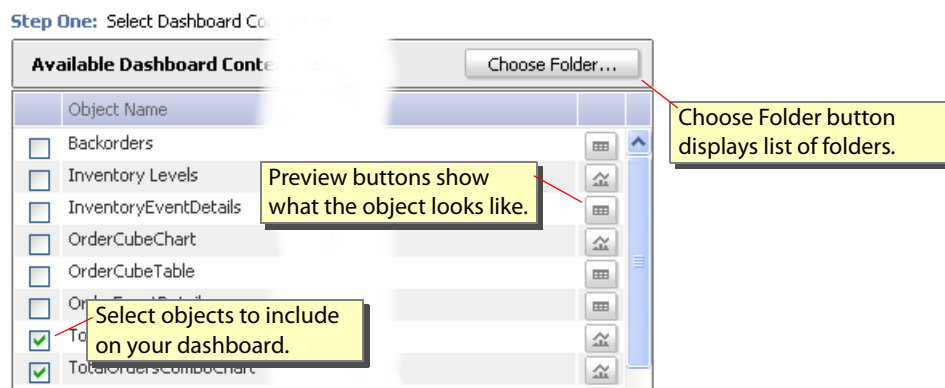 Step One: Select Dashboard
Available Dashboard
Choose Folder...
Object Name
Choose Folder button
displays list of folders.
Backorders
Inventory Levels
Preview buttons show
what the object looks like.
InventoryEventDetails
OrderCubeChart
OrderCubeTable
Select objects to include
on your dashboard.
TotalOrdersComboChart